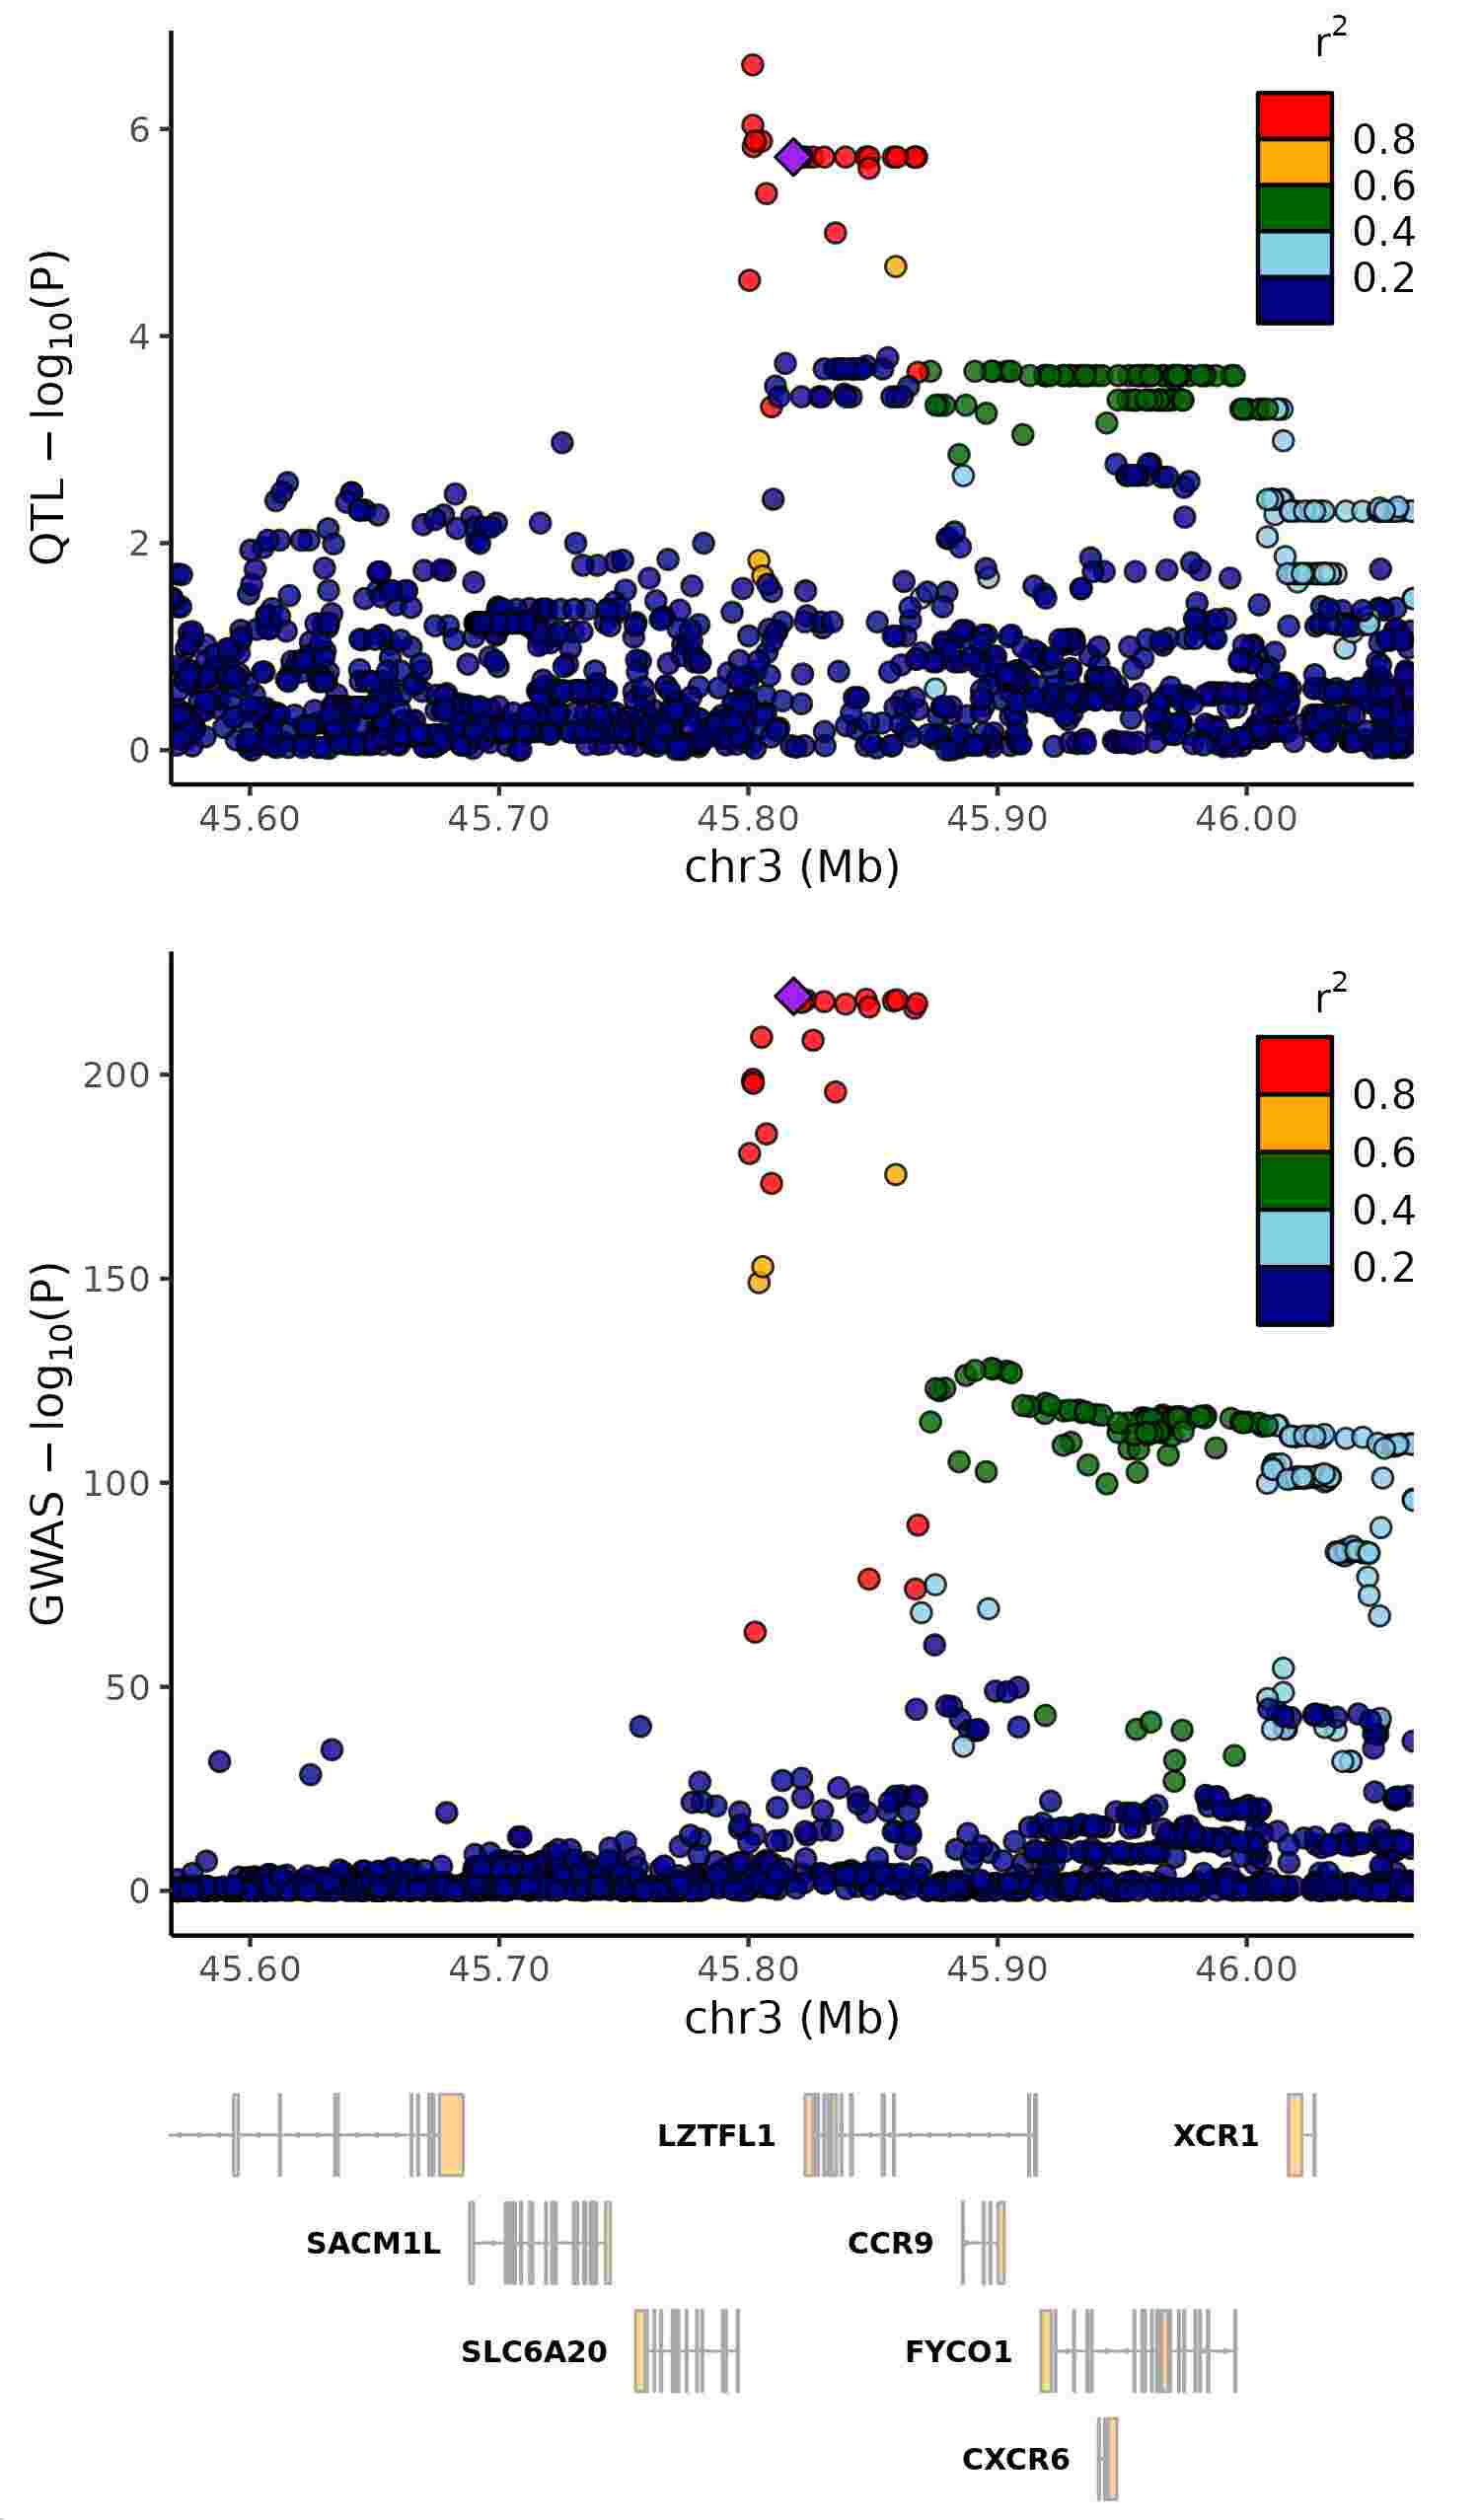 r2
6
4
2
0
0.8
0.6
0.4
0.2
QTL − log10(P)
45.60 45.70 45.80 45.90 46.00
chr3 (Mb)
r2
200
150
100
50
0
0.8
0.6
0.4
0.2
GWAS − log10(P)
45.60 45.70 45.80 45.90 46.00
chr3 (Mb)
LZTFL1 XCR1
SACM1L CCR9
SLC6A20 FYCO1
CXCR6